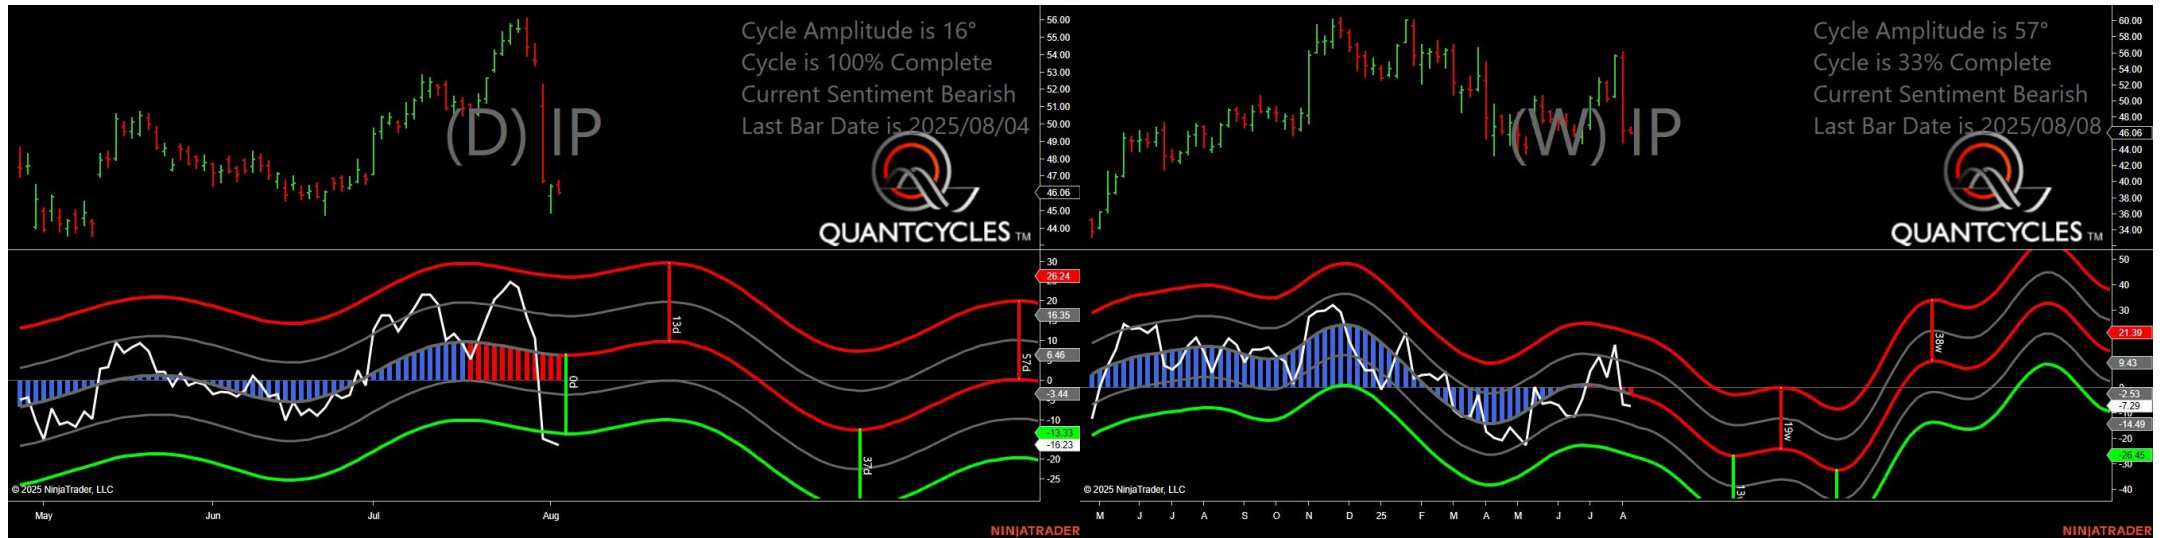 Cycle Amplitude is 16°
Cycle is 100% Complete
Current Sentiment Bearish
Last Bar Date is 2025/08/04
(D) IP
QUANTCYCLES TM
56.00
55.00
54.00
53.00
52.00
51.00
50.00
49.00
48.00
47.00
46.06
45.00
44.00
30
26.24
20
16.35
10
6.46
0
-3.44
-10
-13.33
-16.23
-20
-25
13d
0d
37d
57d
© 2025 NinjaTrader, LLC
May
Jun
Jul
Aug
NINJATRADER
Cycle Amplitude is 57°
Cycle is 33% Complete
Current Sentiment Bearish
Last Bar Date is 2025/08/08
(W) IP
QUANTCYCLES TM
60.00
58.00
56.00
54.00
52.00
50.00
48.00
46.06
44.00
40.00
38.00
36.00
34.00
50
40
30
21.39
9.43
-2.53
-7.29
-14.49
-20
-26.45
-30
-40
19w
38w
© 2025 NinjaTrader, LLC
M J J A S O N D 25 F M A M J J A
NINJATRADER